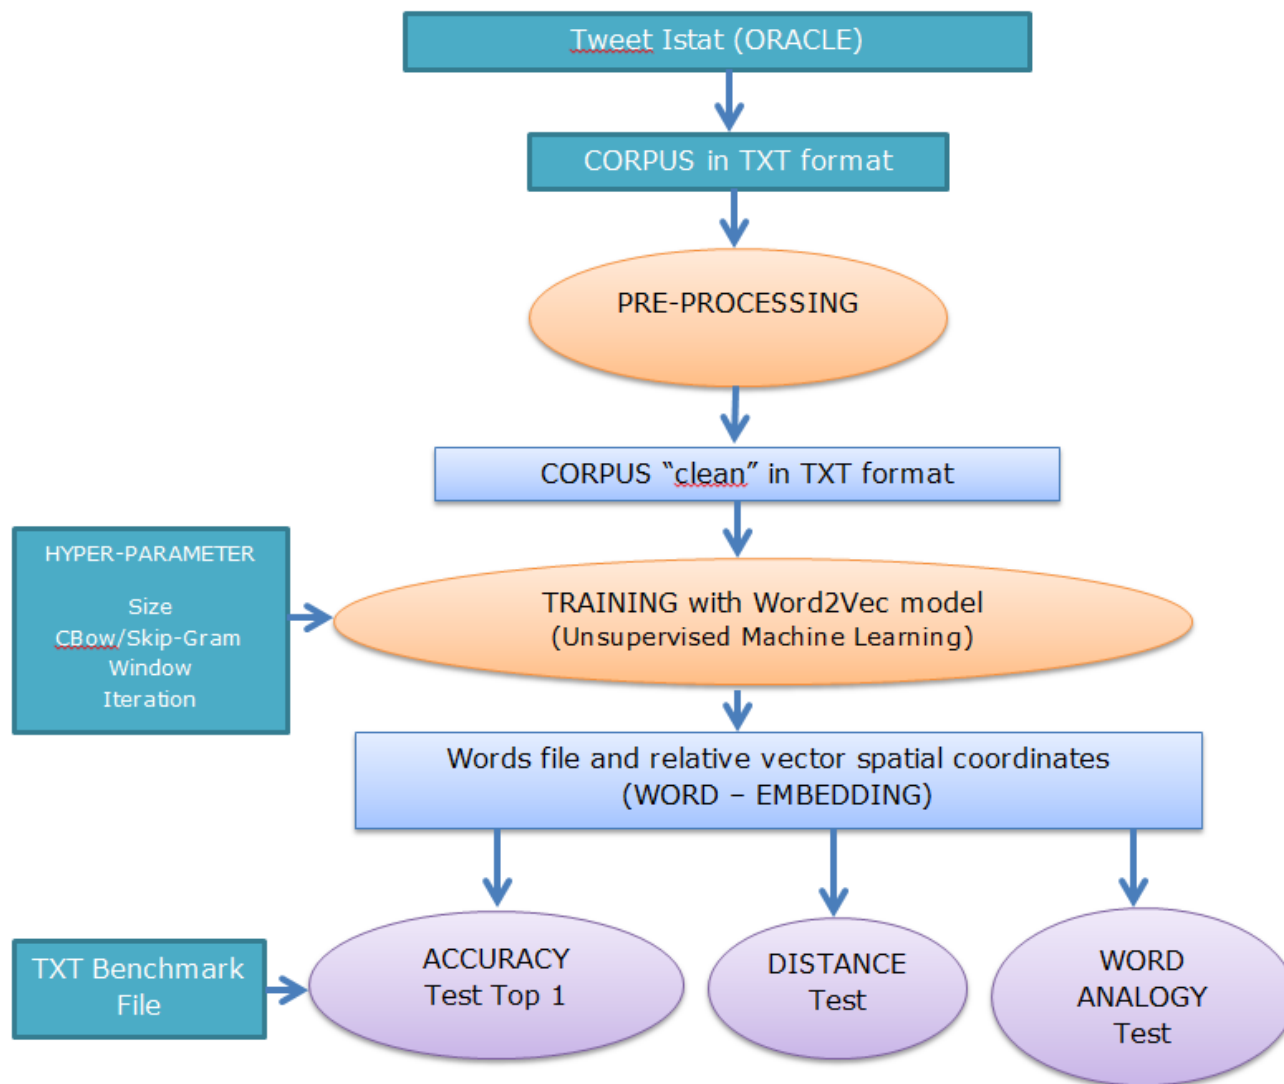 Tweet Istat (ORACLE)
CORPUS in TXT format
PRE-PROCESSING
CORPUS “clean” in TXT format
HYPER-PARAMETER
Size
CBow/Skip-Gram
Window
Iteration
TRAINING with Word2Vec model
(Unsupervised Machine Learning)
Words file and relative vector spatial coordinates
(WORD – EMBEDDING)
TXT Benchmark
File
ACCURACY
Test Top 1
DISTANCE
Test
WORD
ANALOGY
Test